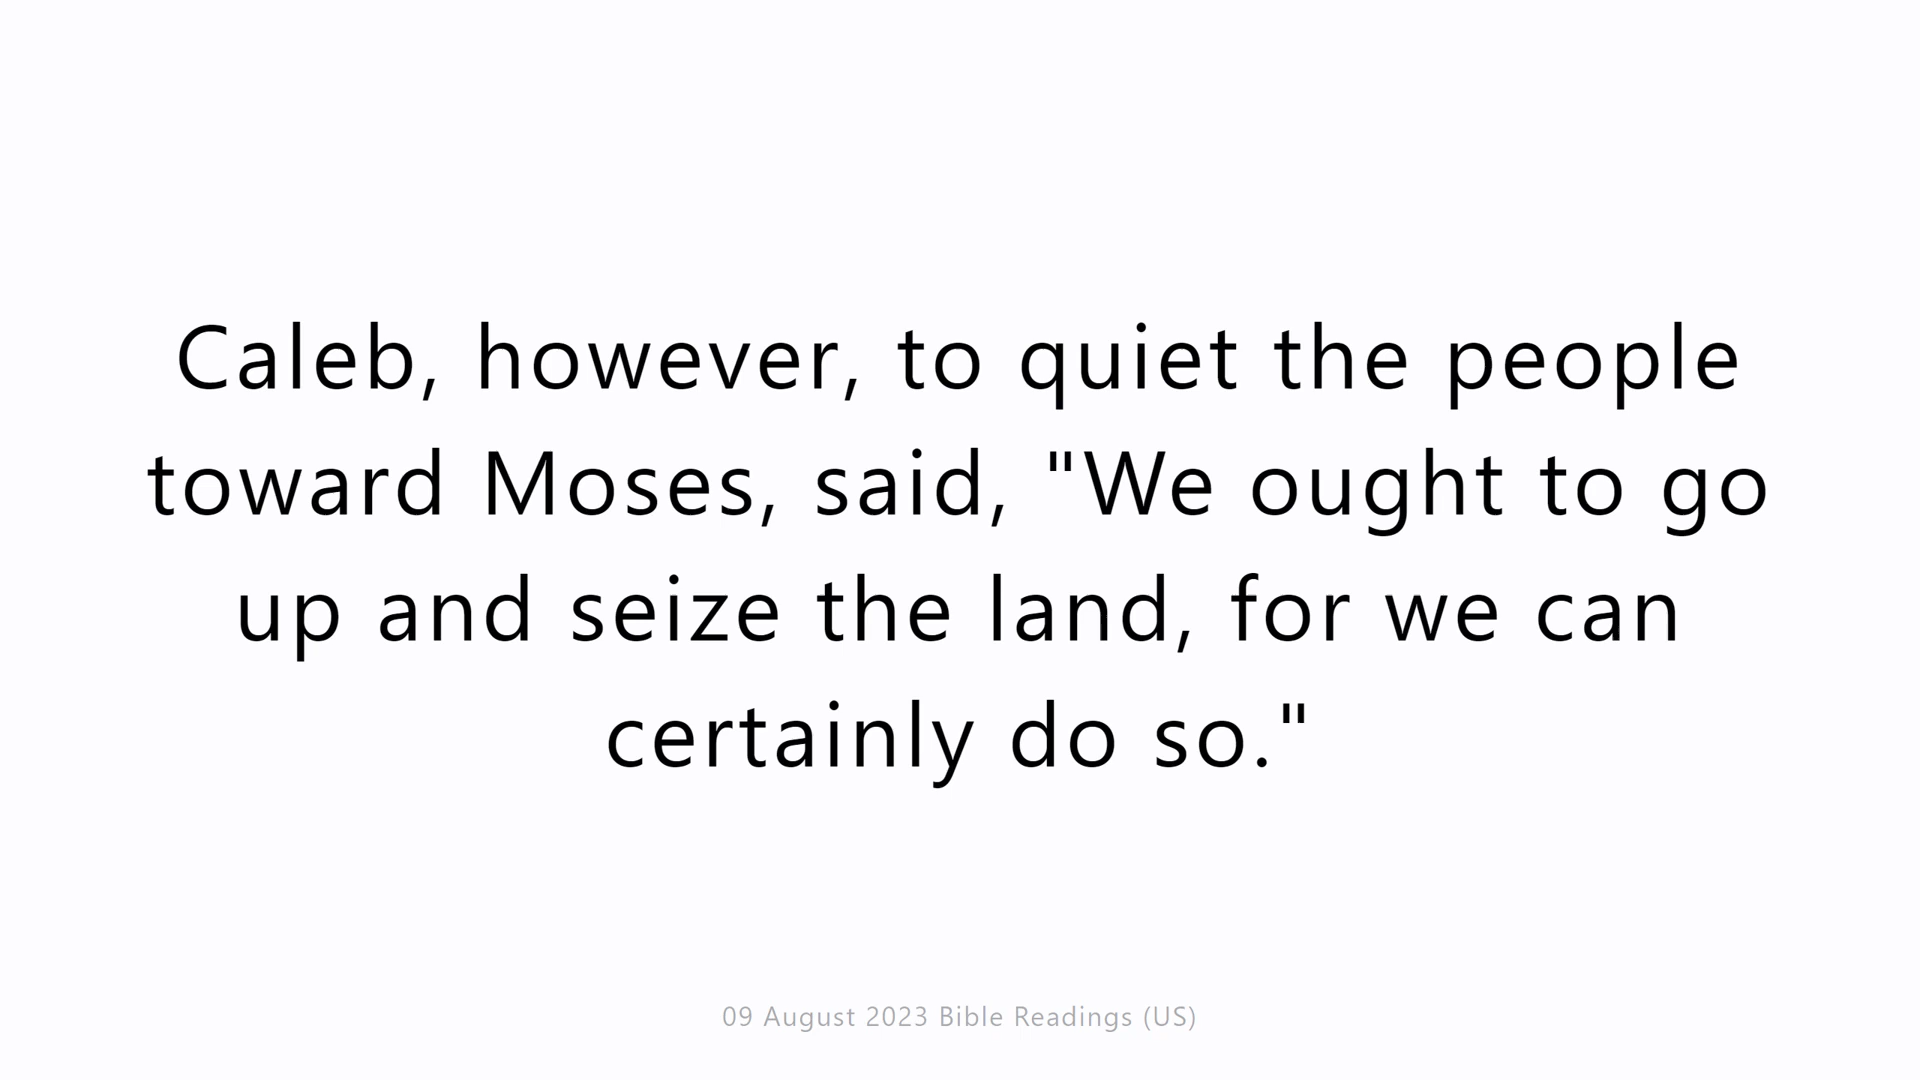 Caleb, however, to quiet the people
toward Moses, said, "We ought to go
up and seize the land, for we can
certainly do so."
09 August 2023 Bible Readings (US)